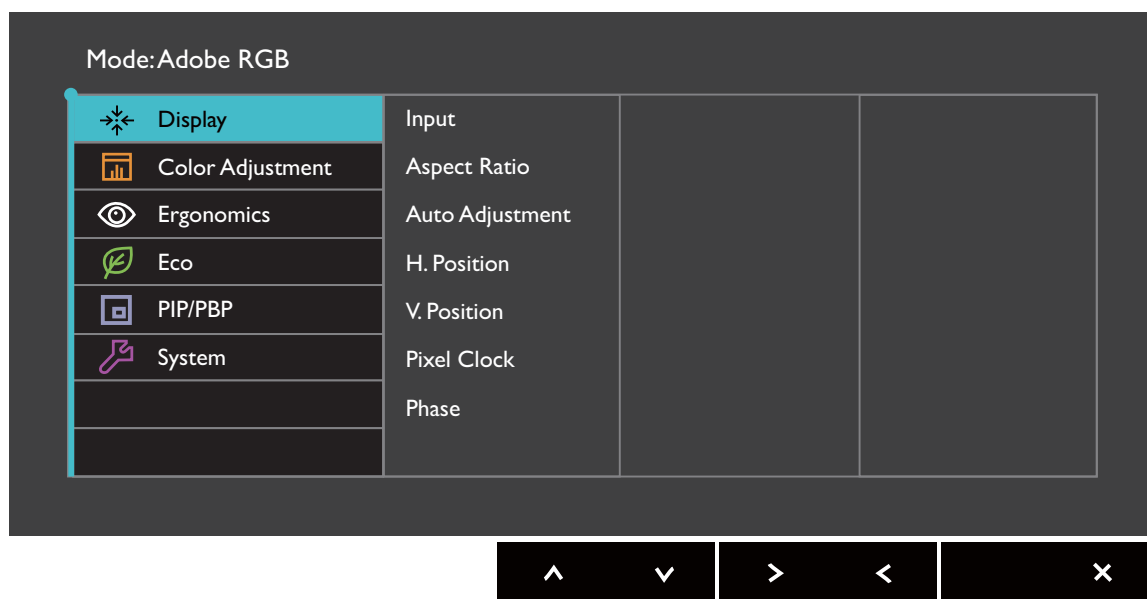 Mode: Adobe RGB
Display
Color Adjustment
Ergonomics
Eco
PIP/PBP
System
Input
Aspect Ratio
Auto Adjustment
H. Position
V. Position
Pixel Clock
Phase